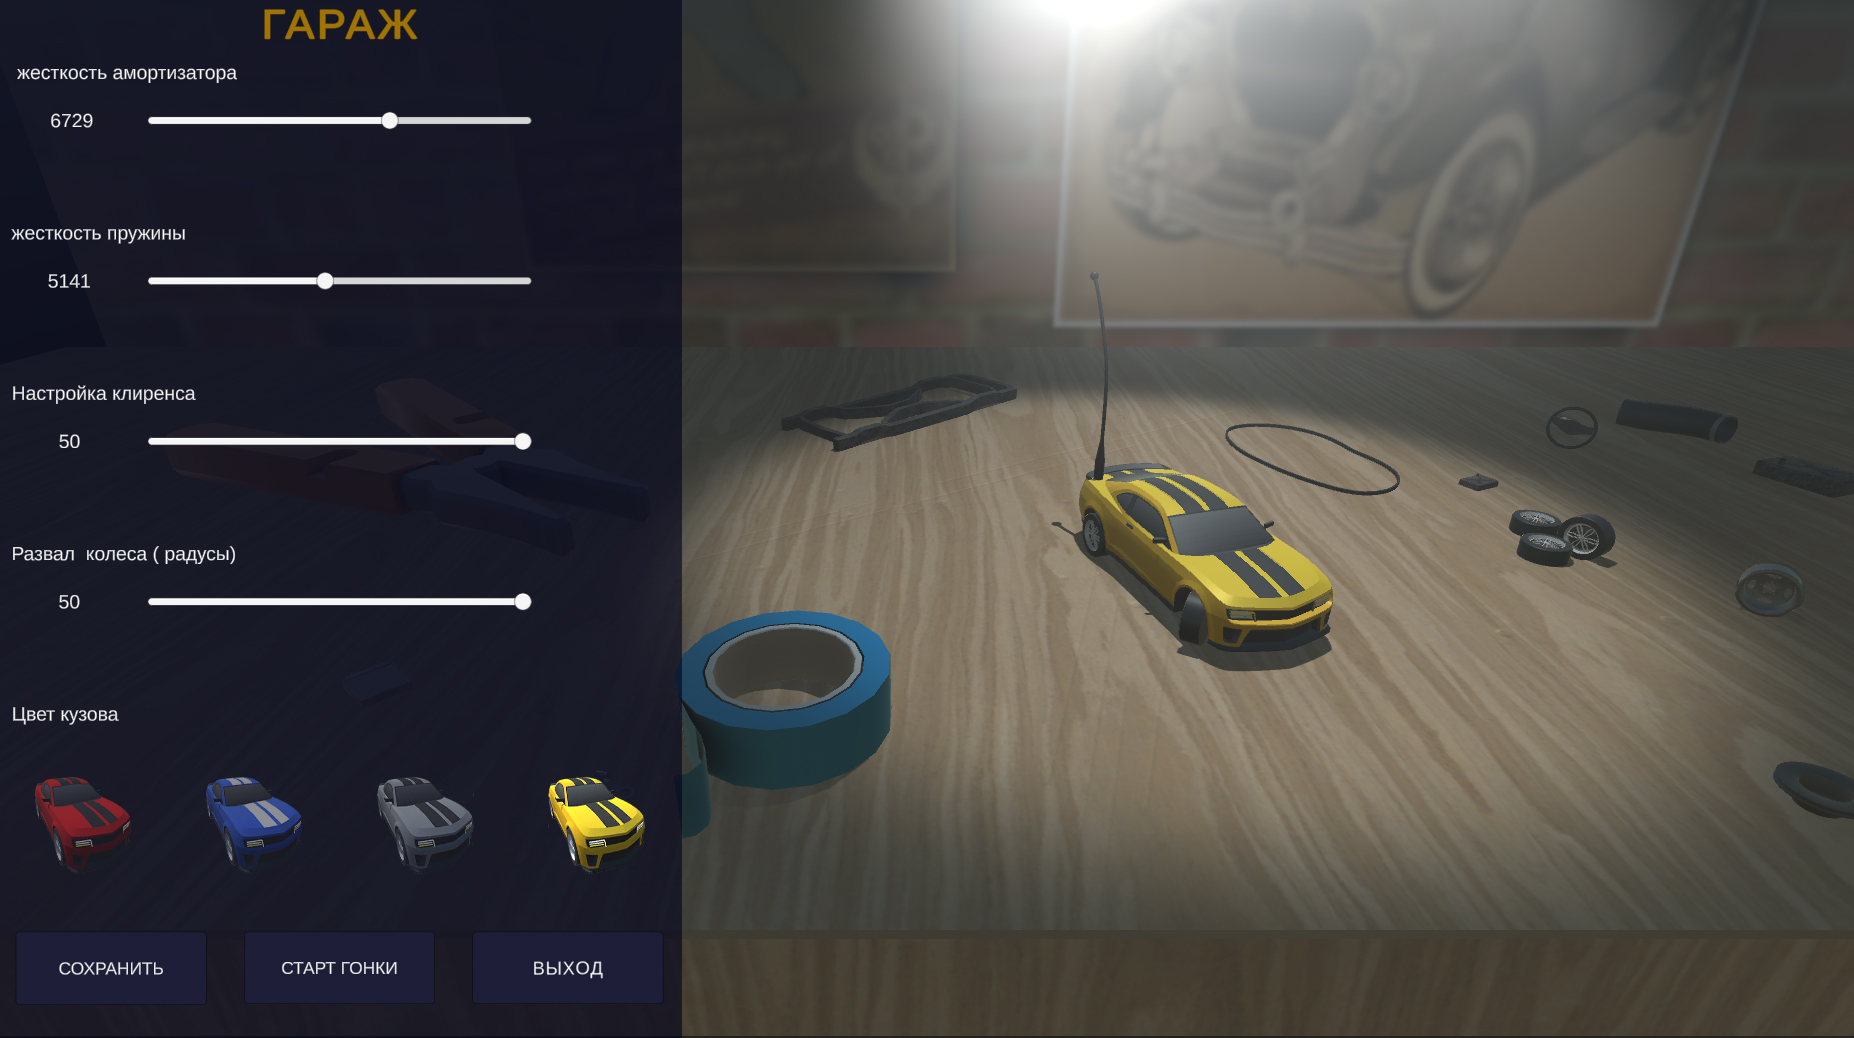 ГАРАЖ
жесткость амортизатора
6729
жесткость пружины
5141
Настройка клиренса
50
Развал колеса ( радусы)
50
Цвет кузова
СОХРАНИТЬ
СТАРТ ГОНКИ
ВЫХОД